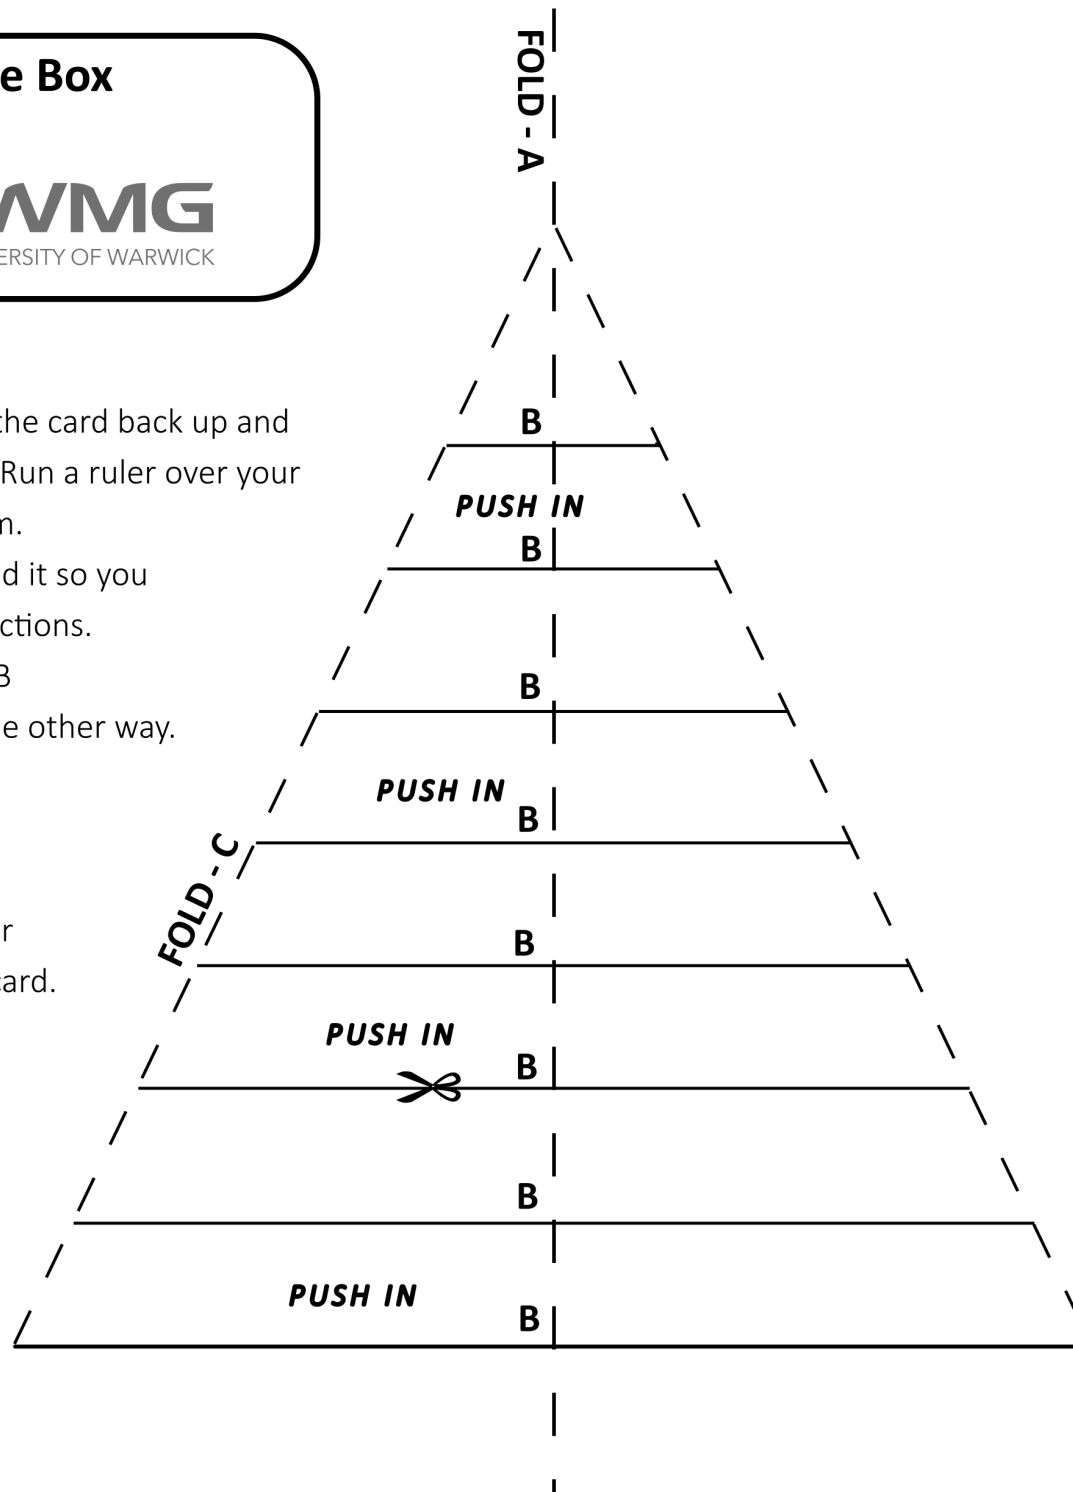 e Box
WMG
ERSITY OF WARWICK
the card back up and
Run a ruler over your
n.
d it so you
ctions.
B
e other way.
r
card.
FOLD - A
B
PUSH IN
B
B
PUSH IN
B
FOLD - C
B
PUSH IN
B
B
PUSH IN
B